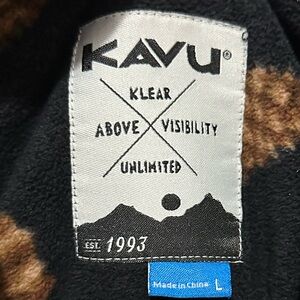 KAVU®
KLEAR
ABOVE VISIBILITY
UNLIMITED
EST. 1993
Made in China L